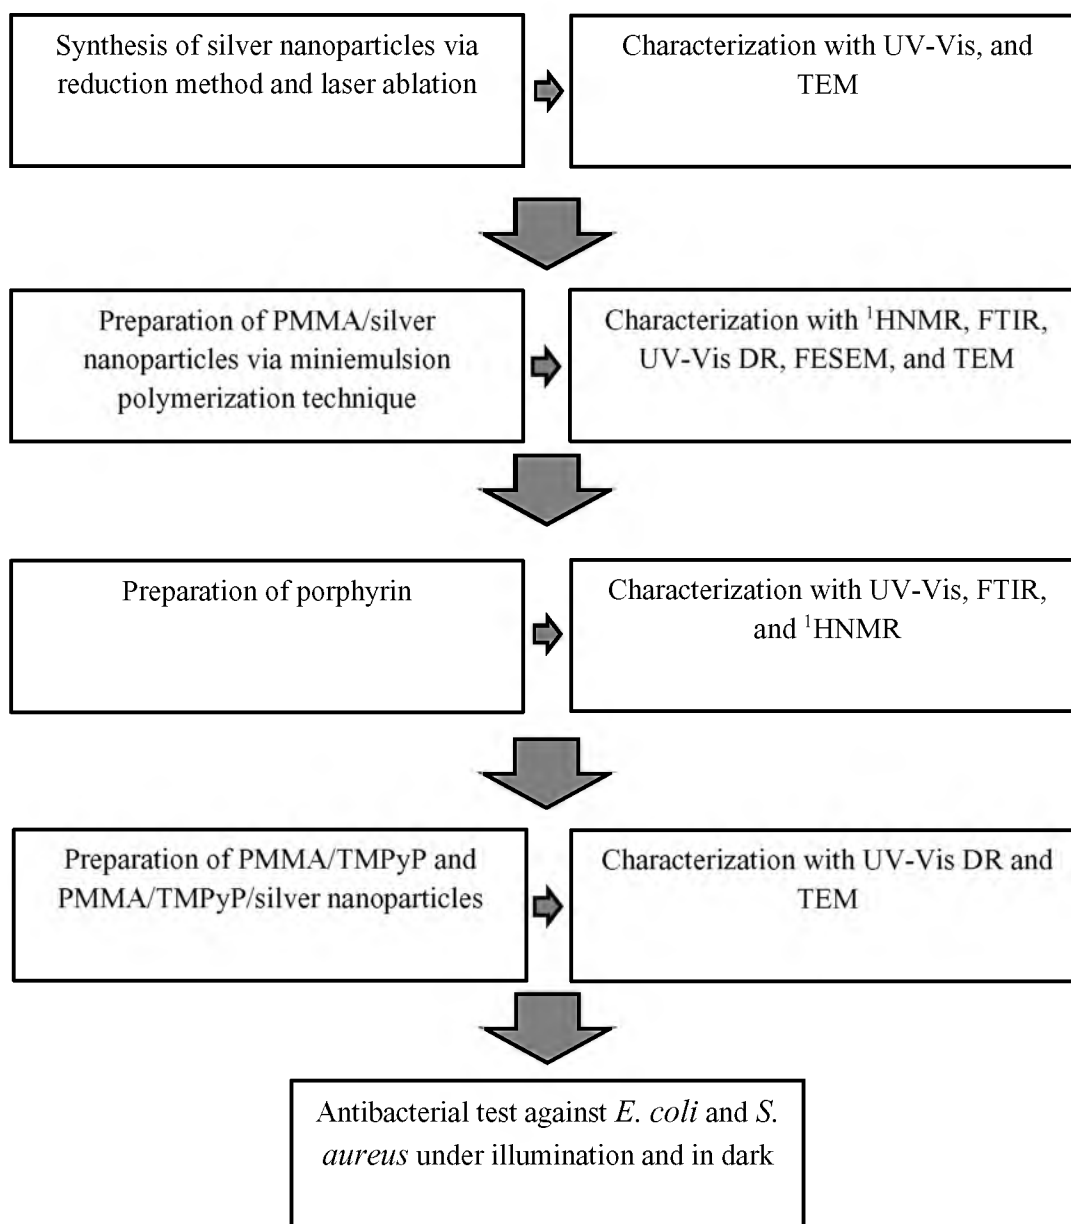 Synthesis of silver nanoparticles via
reduction method and laser ablation
Characterization with UV-Vis, and
TEM
Preparation of PMMA/silver
nanoparticles via miniemulsion
polymerization technique
Characterization with ¹HNMR, FTIR,
UV-Vis DR, FESEM, and TEM
Preparation of porphyrin
Characterization with UV-Vis, FTIR,
and ¹HNMR
Preparation of PMMA/TMPyP and
PMMA/TMPyP/silver nanoparticles
Characterization with UV-Vis DR and
TEM
Antibacterial test against E. coli and S.
aureus under illumination and in dark